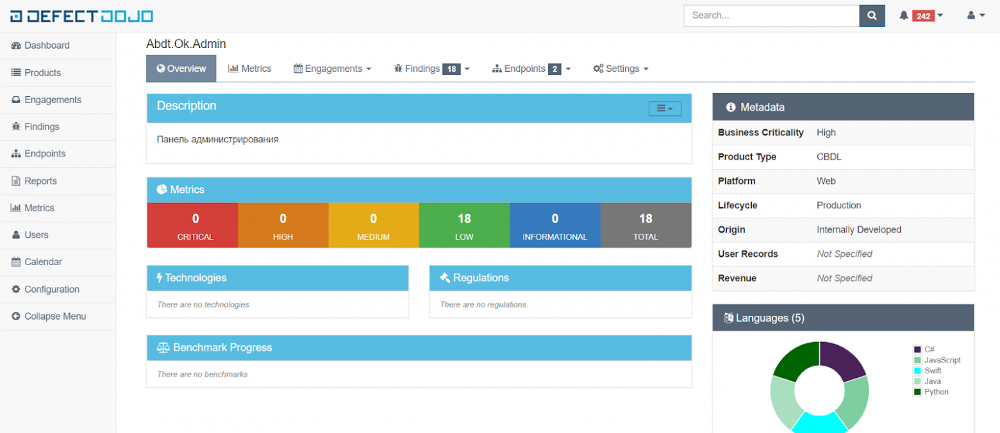 DEFECTDOJO
Search...
242
Dashboard
Products
Engagements
Findings
Endpoints
Reports
Metrics
Users
Calendar
Configuration
Collapse Menu
Abdt.Ok.Admin
Overview
Metrics
Engagements
Findings 18
Endpoints 2
Settings
Description
Панель администрирования
Metrics
0
CRITICAL
0
HIGH
0
MEDIUM
18
LOW
0
INFORMATIONAL
18
TOTAL
Technologies
There are no technologies.
Regulations
There are no regulations.
Benchmark Progress
There are no benchmarks
Metadata
Business Criticality High
Product Type CBDL
Platform Web
Lifecycle Production
Origin Internally Developed
User Records Not Specified
Revenue Not Specified
Languages (5)
C#
JavaScript
Swift
Java
Python